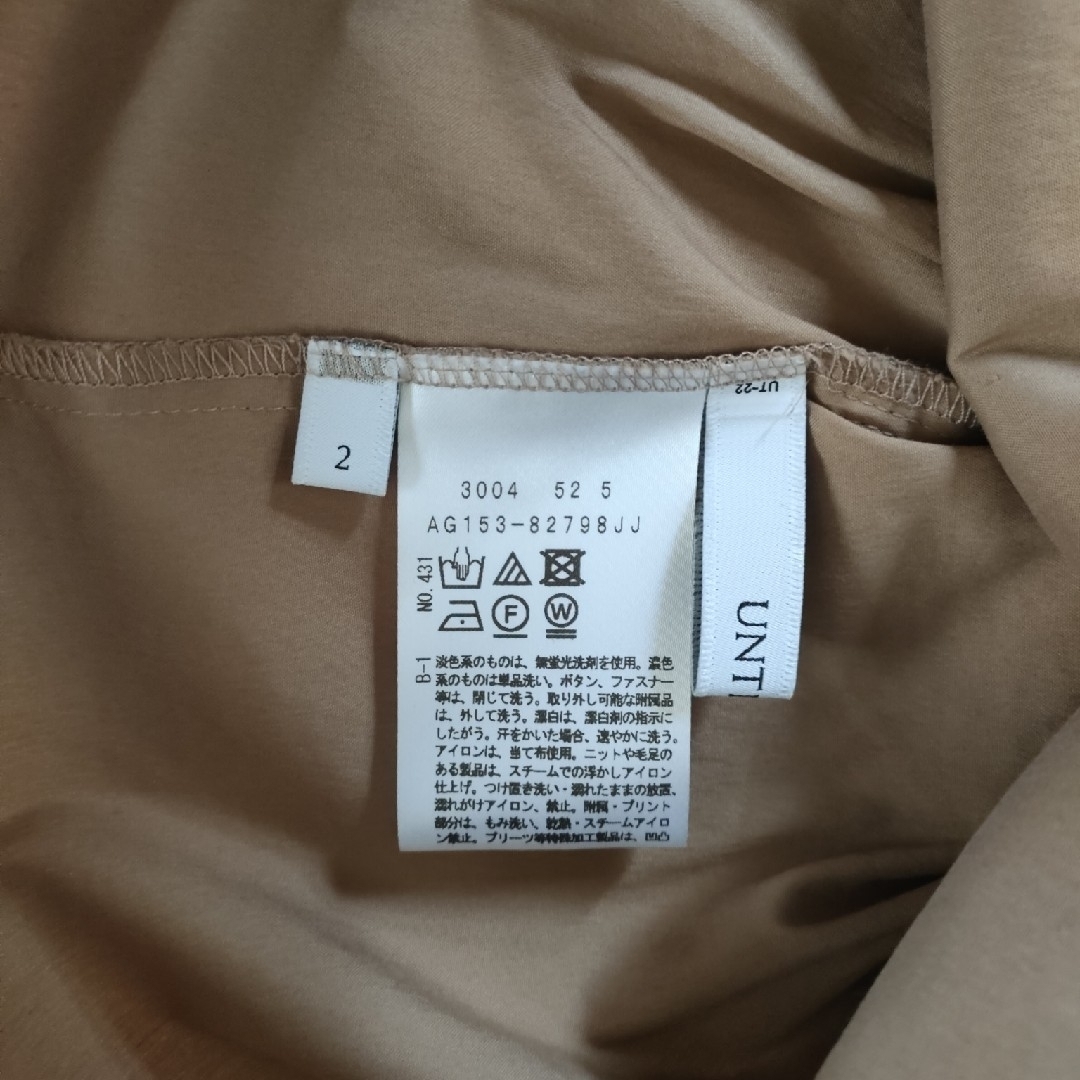 2
3004 52 5
AG153-82798JJ
NO.431
F
W
B-1
淡色系のものは、無蛍光洗剤を使用。濃色
系のものは単品洗い。ボタン、ファスナー
等は、閉じて洗う。取り外し可能な附属品
は、外して洗う。漂白は、漂白剤の指示に
したがう。汗をかいた場合、速やかに洗う。
アイロンは、当て布使用。ニットや毛足の
ある製品は、スチームでの浮かしアイロン
仕上げ。つけ置き洗い・濡れたままの放置、
濡れがけアイロン、禁止。附属・プリント
部分は、もみ洗い、乾熱・スチームアイロ
ン禁止。プリーツ等特殊加工製品は、凹凸
UT-22
UNT